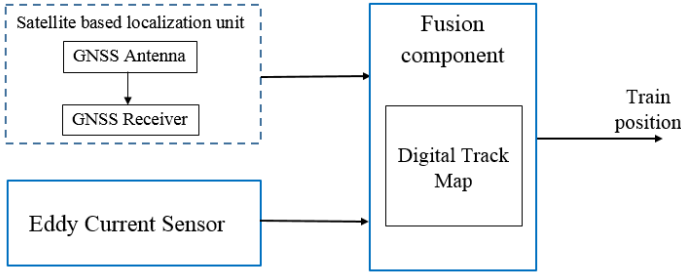 Satellite based localization unit
GNSS Antenna
GNSS Receiver
Eddy Current Sensor
Fusion
component
Digital Track
Map
Train
position